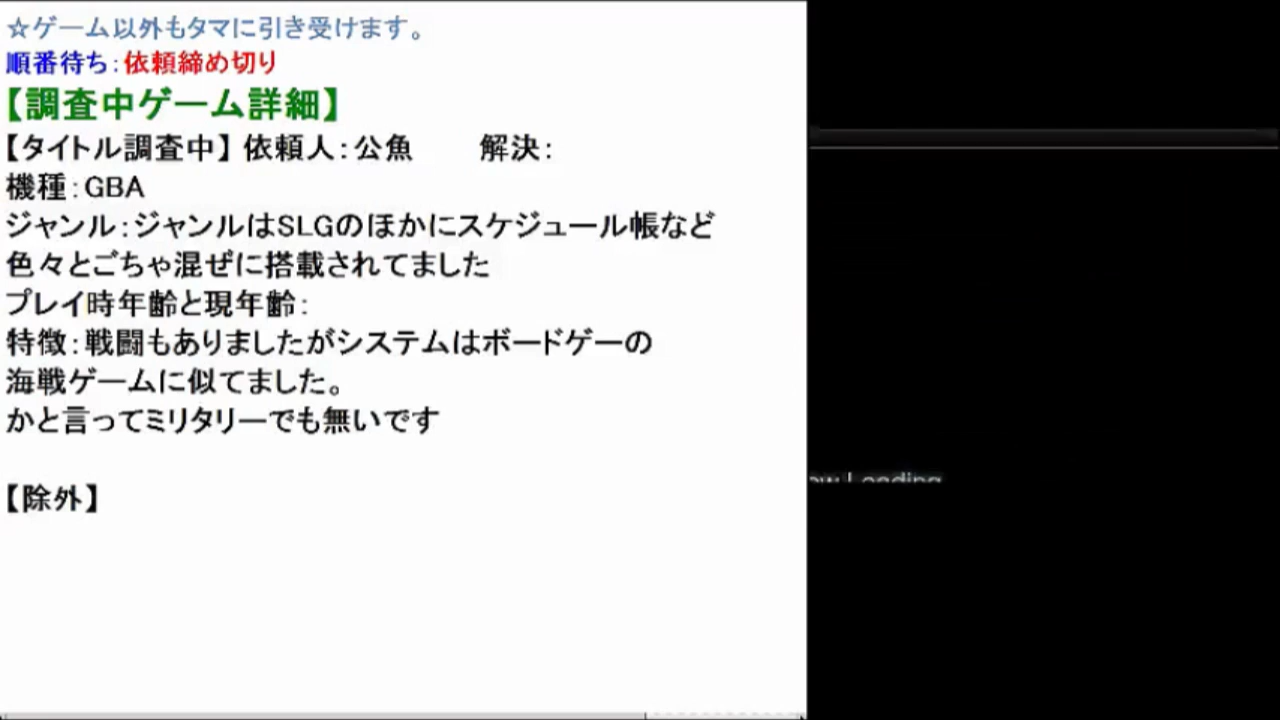 ☆ゲーム以外もタマに引き受けます。
順番待ち：依頼締め切り
【調査中ゲーム詳細】
【タイトル調査中】依頼人：公魚　　解決：
機種：GBA
ジャンル：ジャンルはSLGのほかにスケジュール帳など
色々とごちゃ混ぜに搭載されてました
プレイ時年齢と現年齢：
特徴：戦闘もありましたがシステムはボードゲーの
海戦ゲームに似てました。
かと言ってミリタリーでも無いです
【除外】
Loading